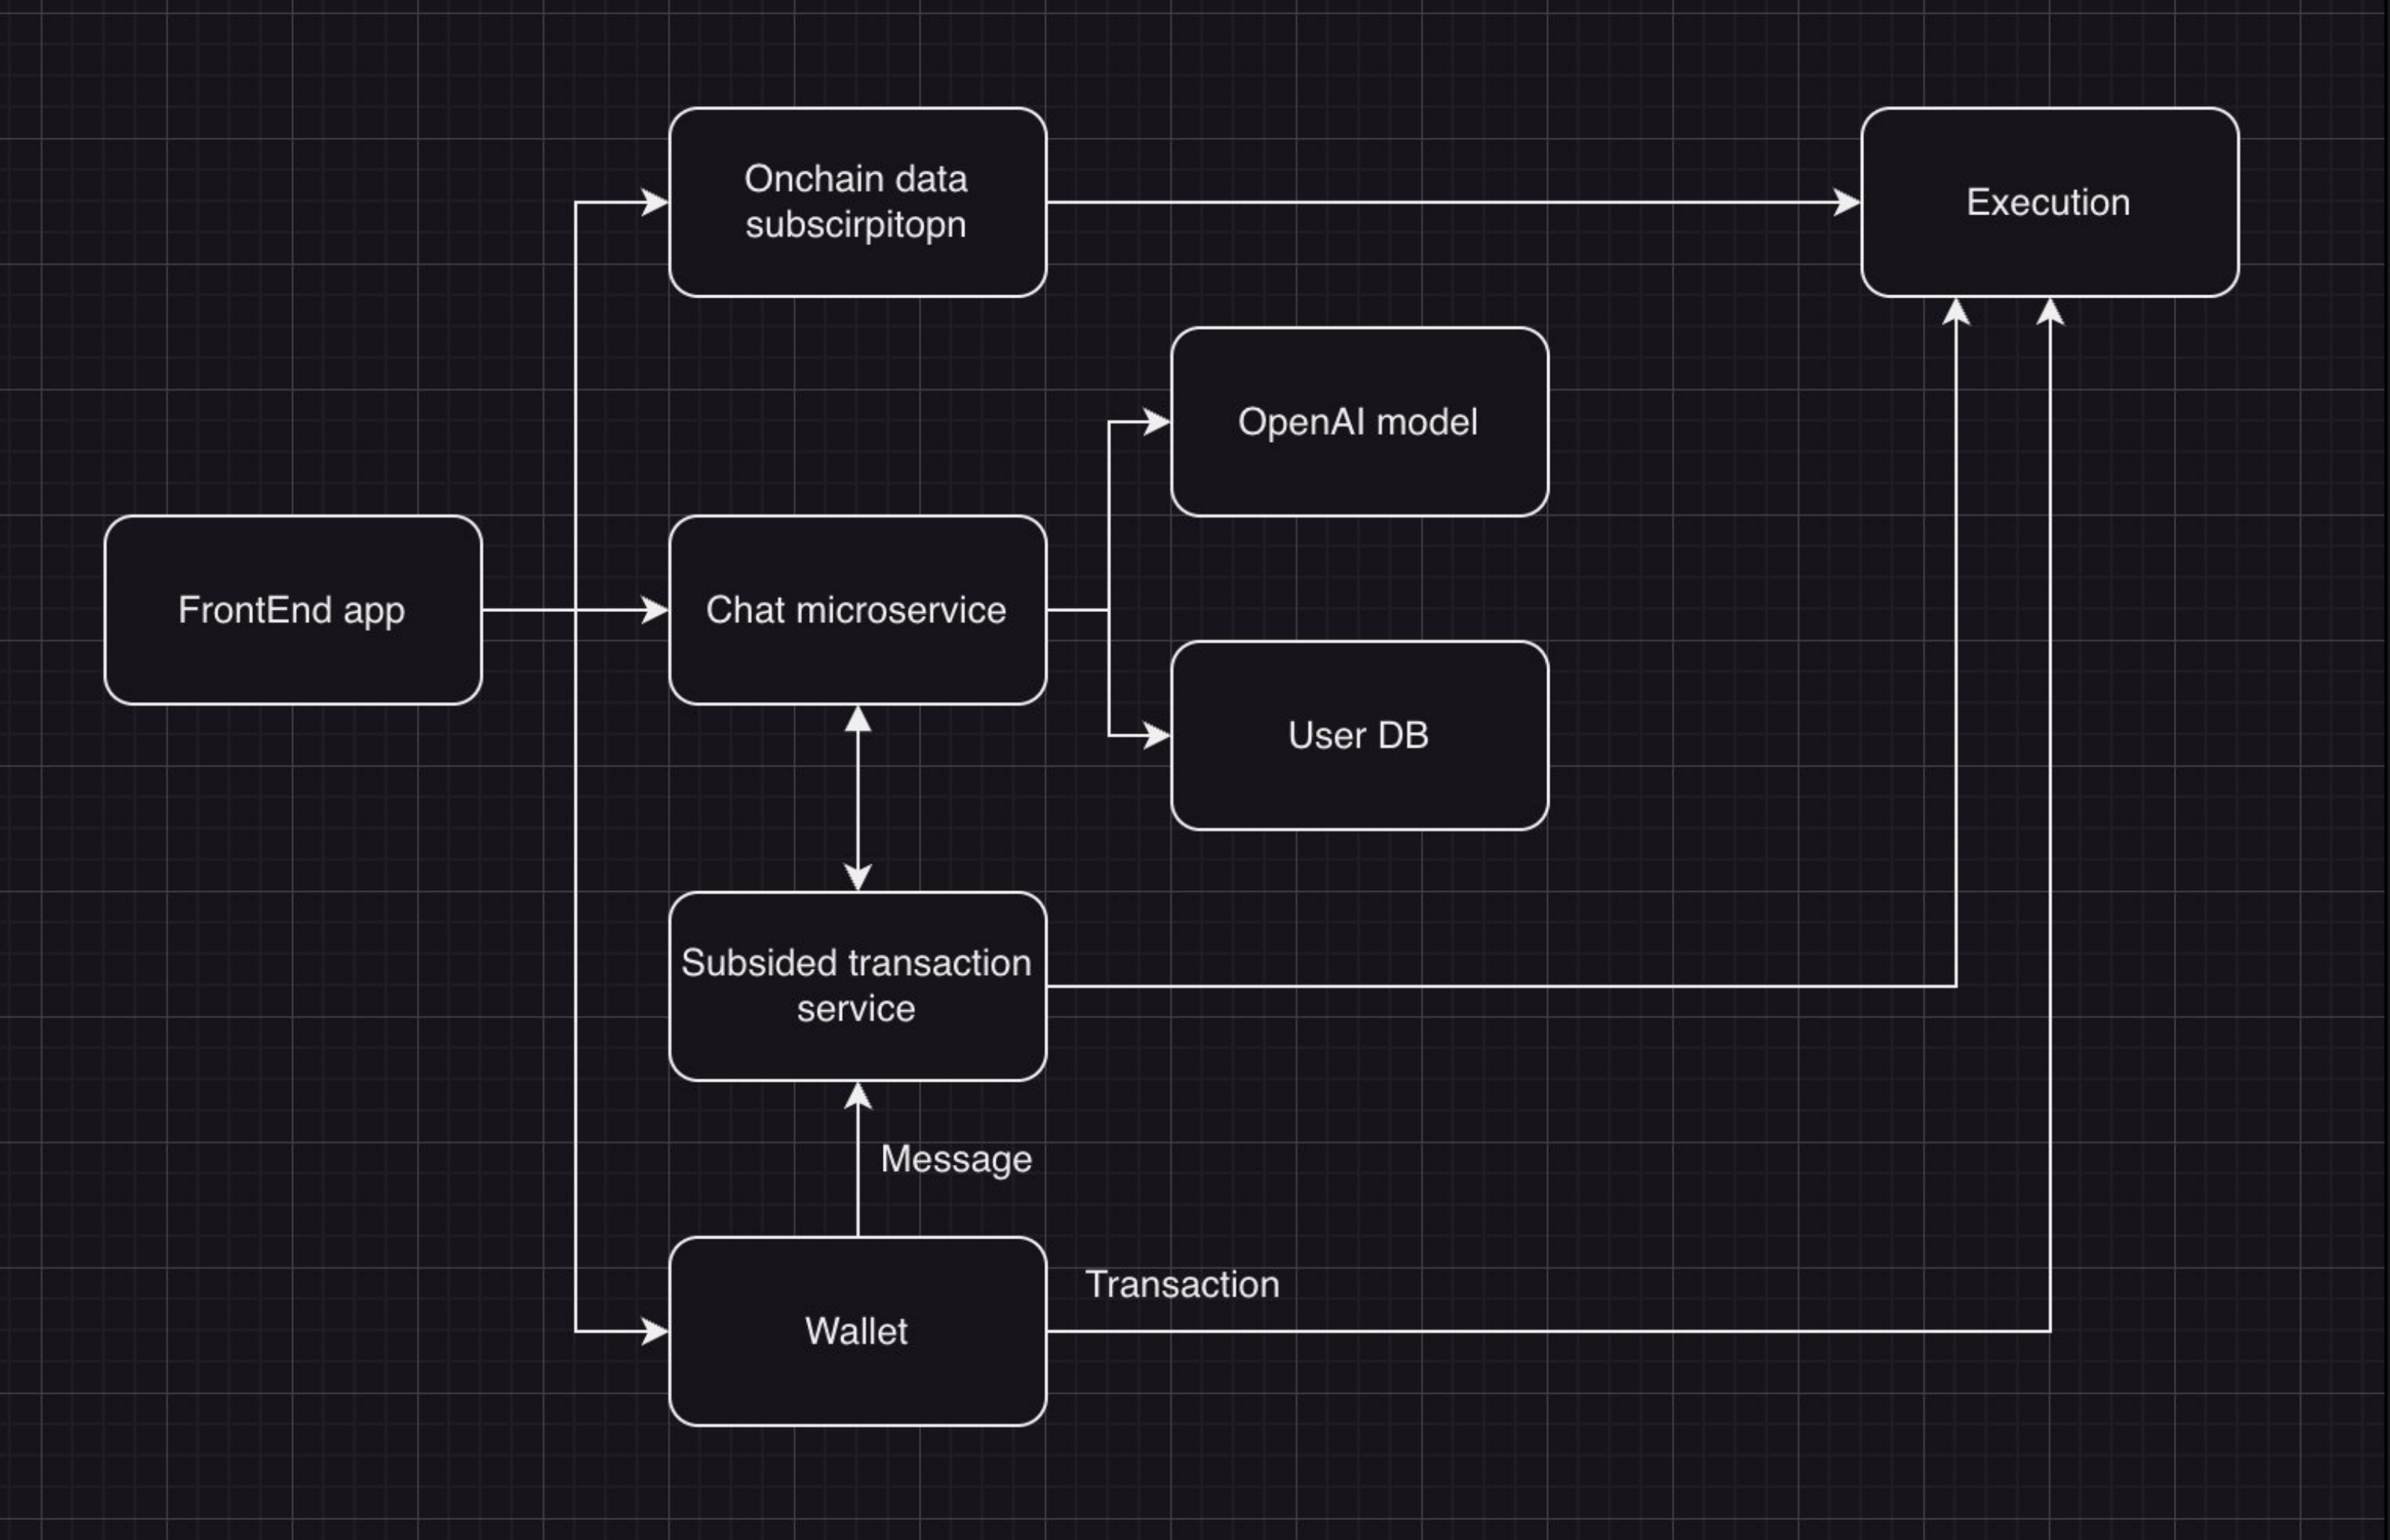 Onchain data
subscirpitopn
Execution
OpenAI model
FrontEnd app
Chat microservice
User DB
Subsided transaction
service
Message
Transaction
Wallet